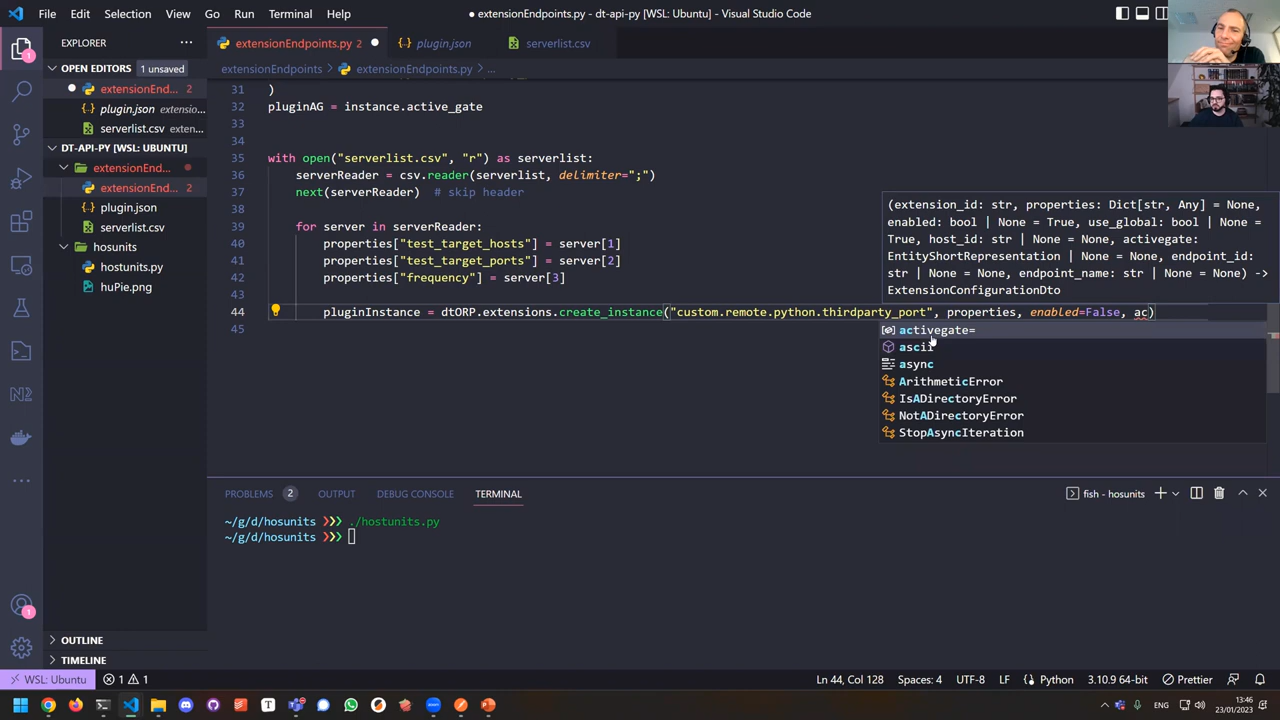 File Edit Selection View Go Run Terminal Help
● extensionEndpoints.py - dt-api-py [WSL: Ubuntu] - Visual Studio Code
EXPLORER
extensionEndpoints.py 2
plugin.json
serverlist.csv
OPEN EDITORS 1 unsaved
extensionEndpoints > extensionEndpoints.py > ...
extensionEnd... 2
plugin.json extensio...
serverlist.csv exten...
DT-API-PY [WSL: UBUNTU]
extensionEnd...
extensionEnd... 2
plugin.json
serverlist.csv
hosunits
hostunits.py
huPie.png
OUTLINE
TIMELINE
31 )
32 pluginAG = instance.active_gate
33
34
35 with open("serverlist.csv", "r") as serverlist:
36 serverReader = csv.reader(serverlist, delimiter=";")
37 next(serverReader) # skip header
38
39 for server in serverReader:
40 properties["test_target_hosts"] = server[1]
41 properties["test_target_ports"] = server[2]
42 properties["frequency"] = server[3]
43
44 pluginInstance = dtORP.extensions.create_instance("custom.remote.python.thirdparty_port", properties, enabled=False, ac)
45
(extension_id: str, properties: Dict[str, Any] = None,
enabled: bool | None = True, use_global: bool | None =
True, host_id: str | None = None, activegate:
EntityShortRepresentation | None = None, endpoint_id:
str | None = None, endpoint_name: str | None = None) ->
ExtensionConfigurationDto
activegate=
ascii
async
ArithmeticError
IsADirectoryError
NotADirectoryError
StopAsyncIteration
PROBLEMS 2 OUTPUT DEBUG CONSOLE TERMINAL
fish - hosunits
~/g/d/hosunits ❯❯❯ ./hostunits.py
~/g/d/hosunits ❯❯❯
1
N2
1
WSL: Ubuntu 1 1
Ln 44, Col 128 Spaces: 4 UTF-8 LF Python 3.10.9 64-bit Prettier
ENG
13:46
23/01/2023